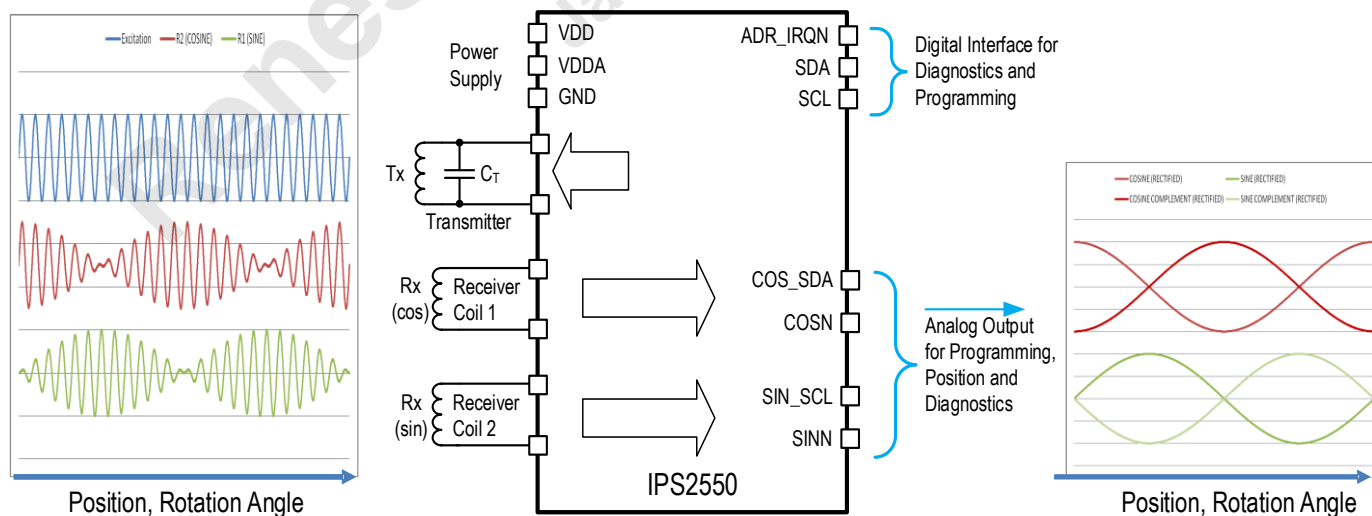 Excitation R2 (COSINE) R1 (SINE)
Position, Rotation Angle
Power
Supply
VDD
VDDA
GND
Tx
CT
Transmitter
Rx
(cos)
Receiver
Coil 1
Rx
(sin)
Receiver
Coil 2
ADR_IRQN
SDA
SCL
COS_SDA
COSN
SIN_SCL
SINN
IPS2550
Digital Interface for
Diagnostics and
Programming
Analog Output
for Programming,
Position and
Diagnostics
COSINE (RECTIFIED) SINE (RECTIFIED)
COSINE COMPLEMENT (RECTIFIED) SINE COMPLEMENT (RECTIFIED)
Position, Rotation Angle
Renes